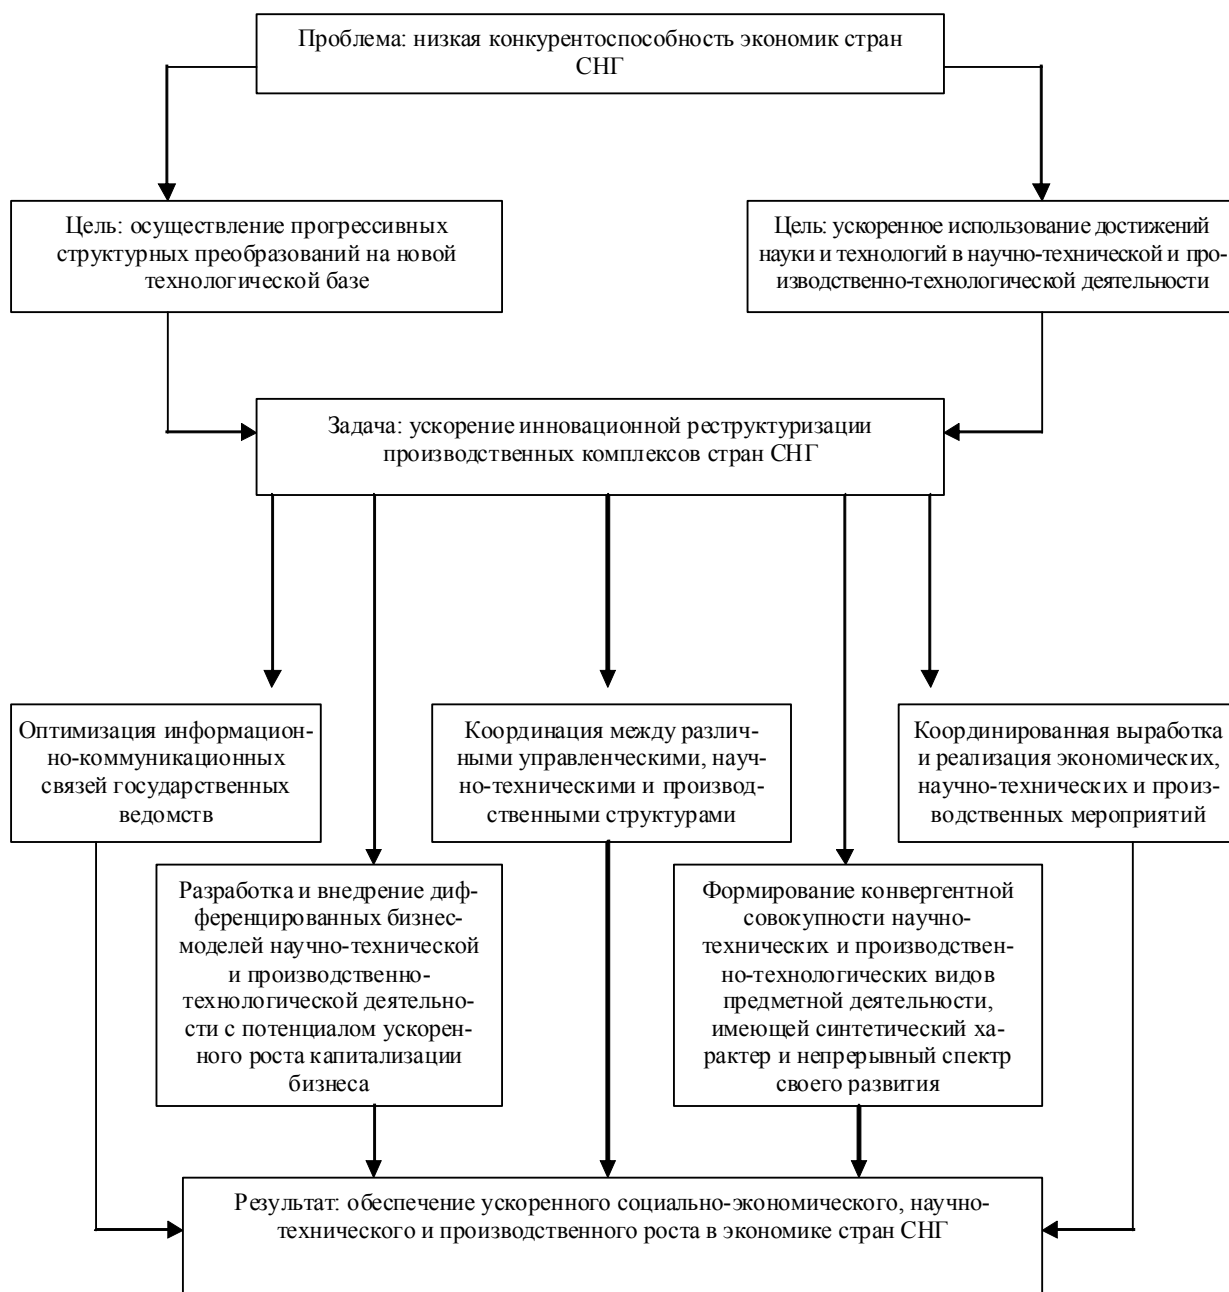 Проблема: низкая конкурентоспособность экономик стран
СНГ
Цель: осуществление прогрессивных
структурных преобразований на новой
технологической базе
Цель: ускоренное использование достижений
науки и технологий в научно-технической и про-
изводственно-технологической деятельности
Задача: ускорение инновационной реструктуризации
производственных комплексов стран СНГ
Оптимизация информацион-
но-коммуникационных
связей государственных
ведомств
Координация между различ-
ными управленческими, науч-
но-техническими и производ-
ственными структурами
Координированная выработка
и реализация экономических,
научно-технических и произ-
водственных мероприятий
Разработка и внедрение диф-
ференцированных бизнес-
моделей научно-технической
и производственно-
технологической деятельно-
сти с потенциалом ускорен-
ного роста капитализации
бизнеса
Формирование конвергентной
совокупности научно-
технических и производствен-
но-технологических видов
предметной деятельности,
имеющей синтетический ха-
рактер и непрерывный спектр
своего развития
Результат: обеспечение ускоренного социально-экономического, научно-
технического и производственного роста в экономике стран СНГ